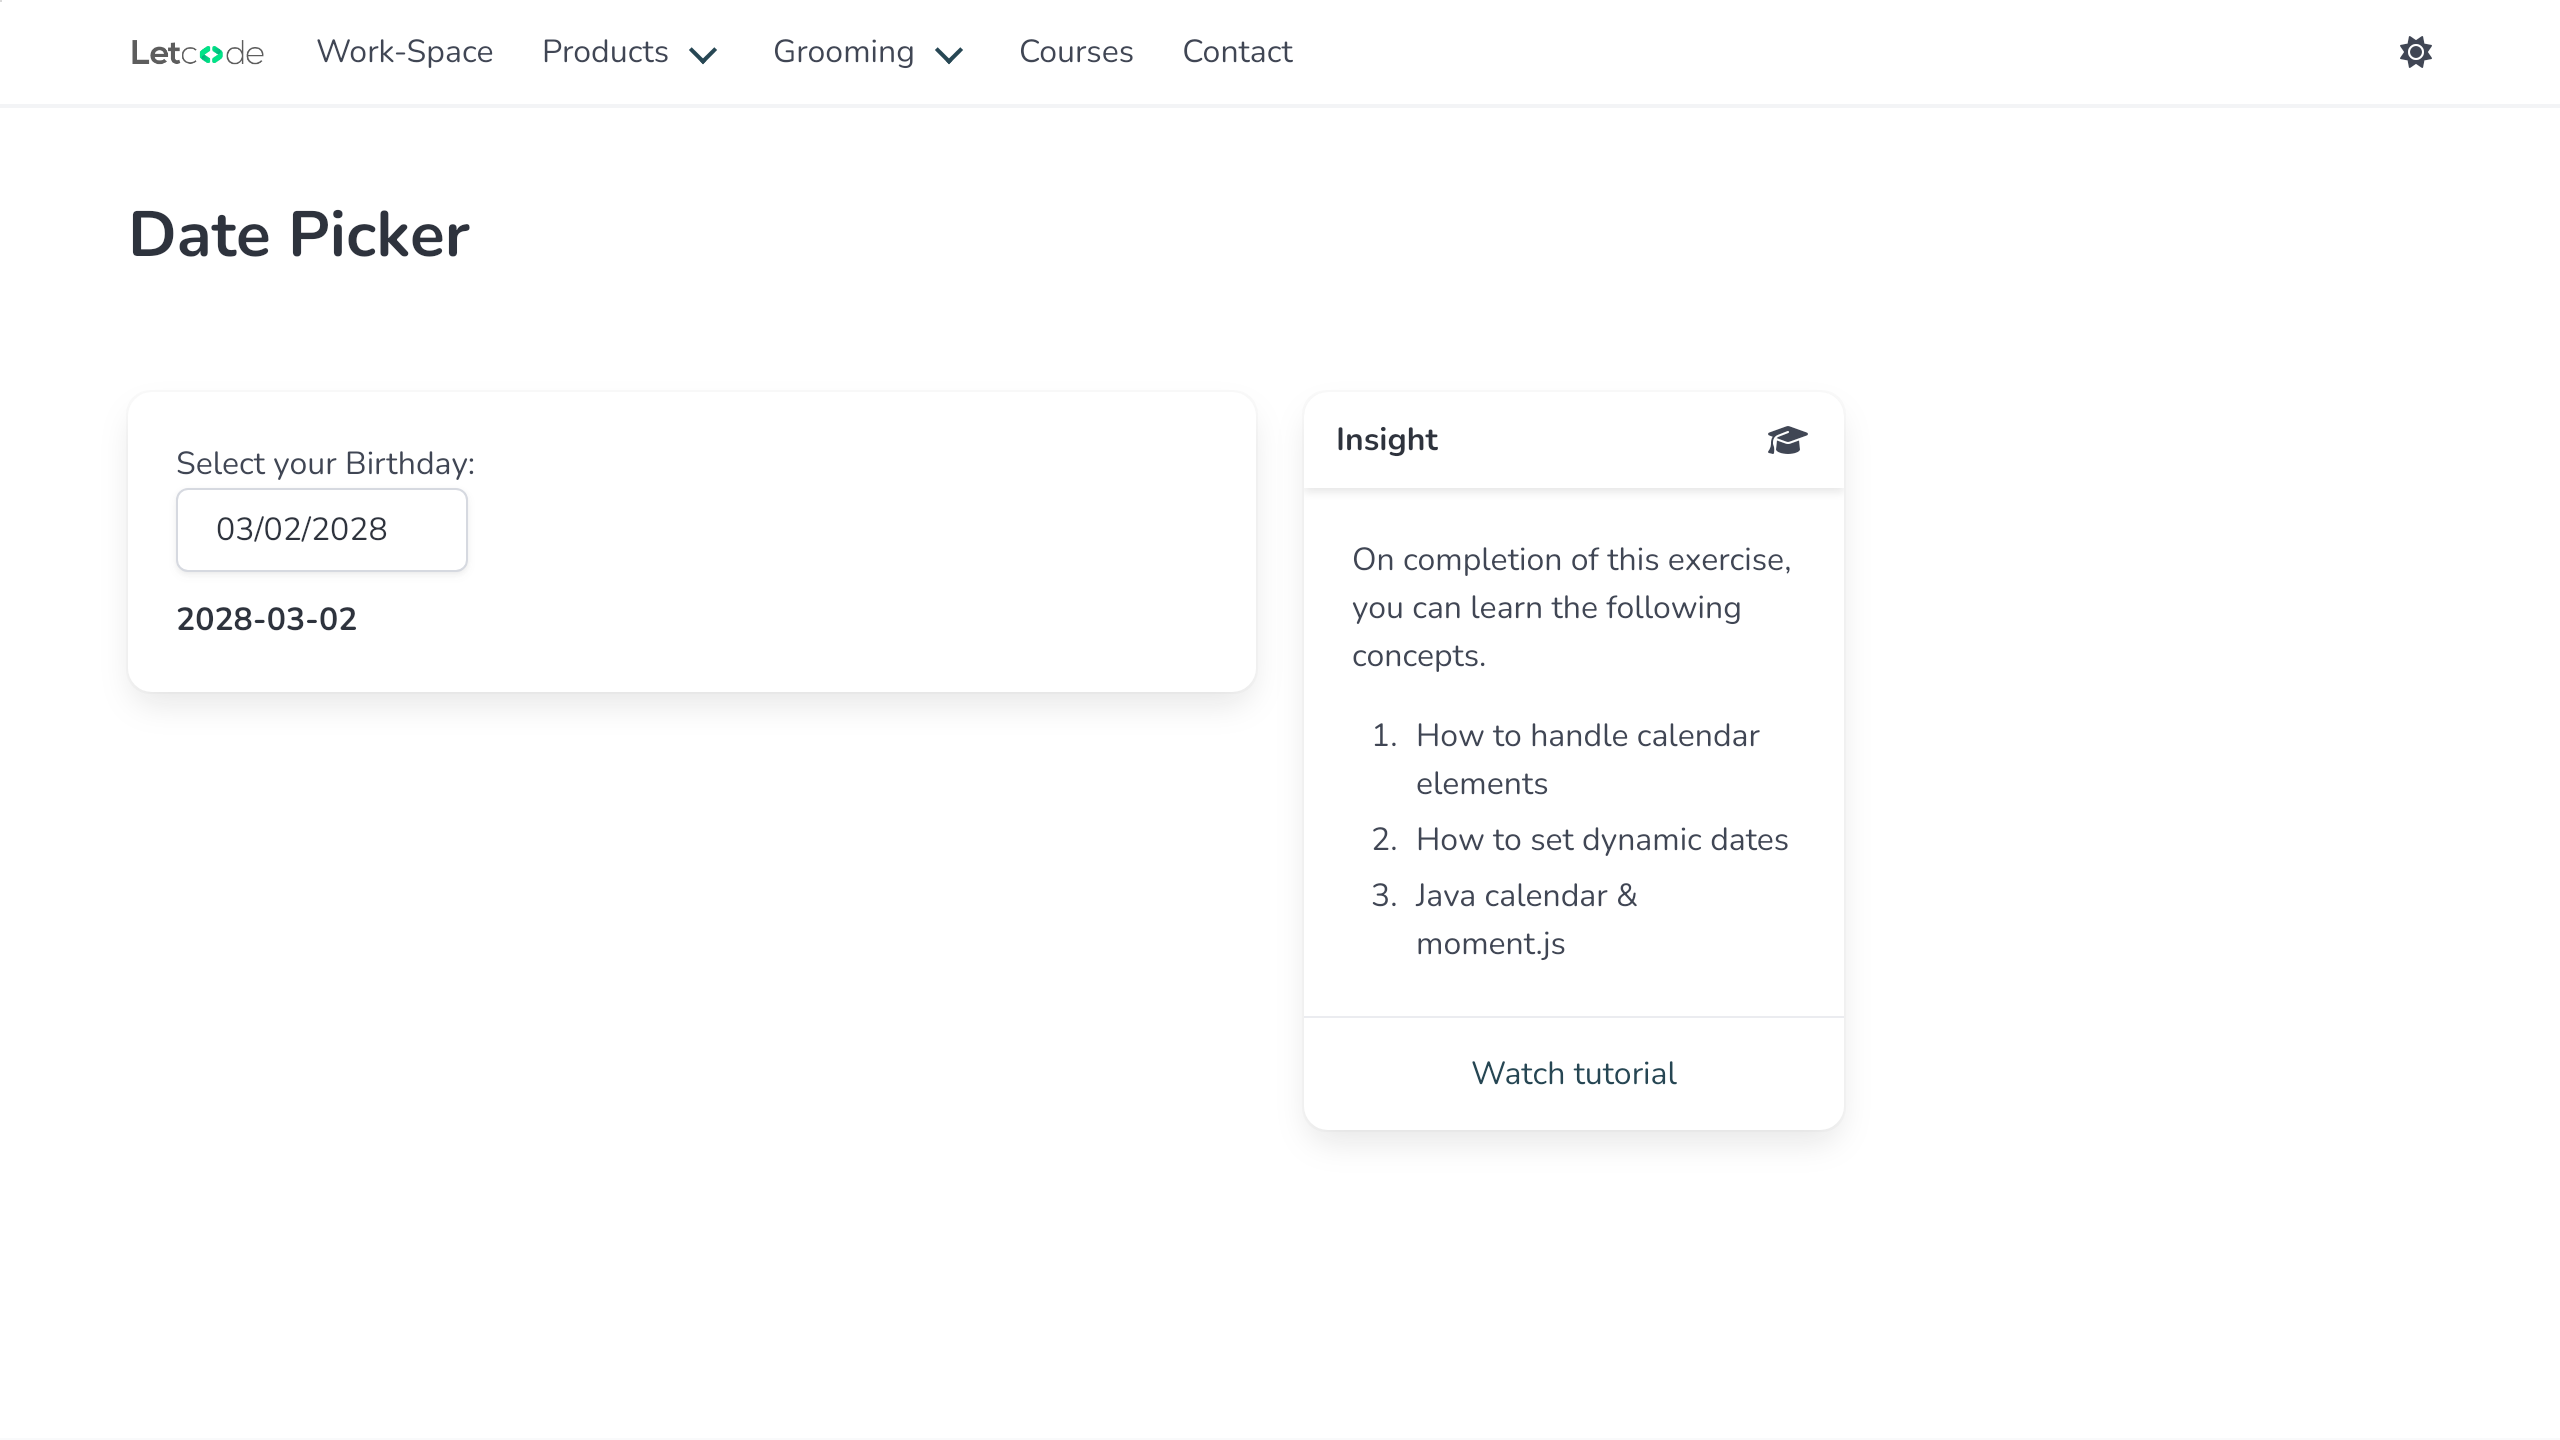 Letcode Work-Space Products Grooming Courses Contact
Date Picker
Select your Birthday:
03/02/2028
2028-03-02
Insight
On completion of this exercise,
you can learn the following
concepts.
1. How to handle calendar
elements
2. How to set dynamic dates
3. Java calendar &
moment.js
Watch tutorial